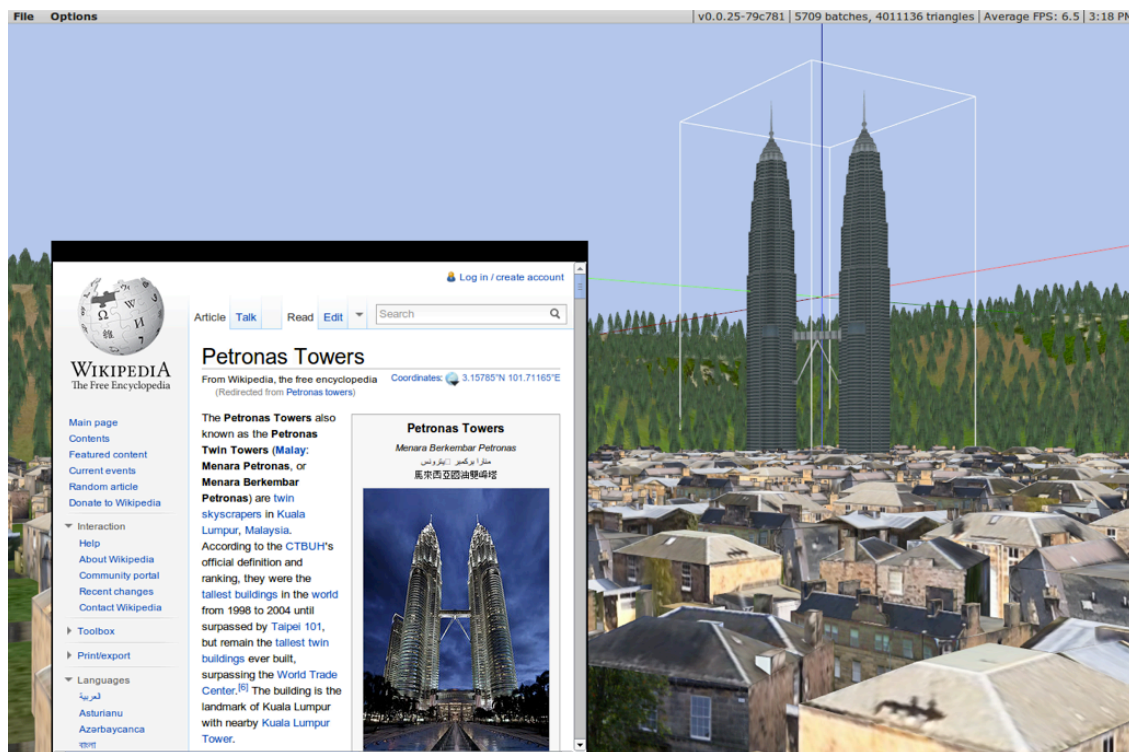 File Options
v0.0.25-79c781 5709 batches, 4011136 triangles Average FPS: 6.5 3:18 PM
WIKIPEDIA
The Free Encyclopedia
Main page
Contents
Featured content
Current events
Random article
Donate to Wikipedia
Interaction
Help
About Wikipedia
Community portal
Recent changes
Contact Wikipedia
Toolbox
Print/export
Languages
العربية
Asturianu
Azərbaycanca
বাংলা
Log in / create account
Article Talk Read Edit Search
Petronas Towers
From Wikipedia, the free encyclopedia
Coordinates: 3.15785°N 101.71165°E
(Redirected from Petronas towers)
The Petronas Towers also
known as the Petronas
Twin Towers (Malay:
Menara Petronas, or
Menara Berkembar
Petronas) are twin
skyscrapers in Kuala
Lumpur, Malaysia.
According to the CTBUH's
official definition and
ranking, they were the
tallest buildings in the world
from 1998 to 2004 until
surpassed by Taipei 101,
but remain the tallest twin
buildings ever built,
surpassing the World Trade
Center.[6] The building is the
landmark of Kuala Lumpur
with nearby Kuala Lumpur
Tower.
Petronas Towers
Menara Berkembar Petronas
منارا بركمبر
馬來西亞國油雙峰塔